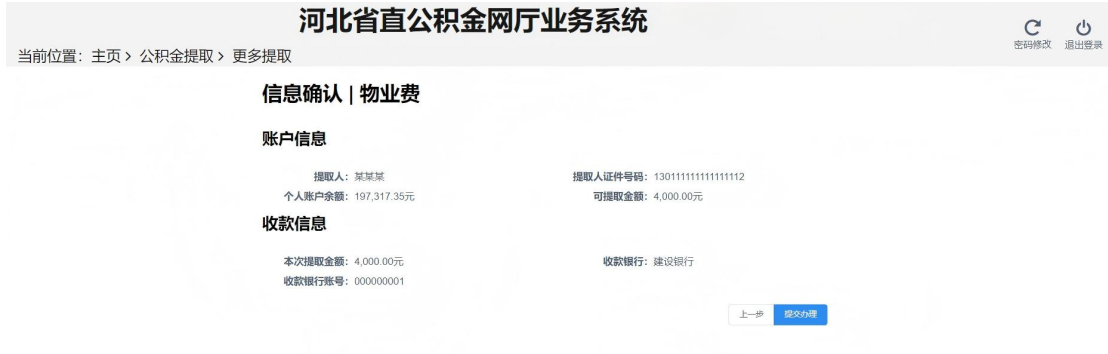 河北省直公积金网厅业务系统
密码修改 退出登录
当前位置：主页 > 公积金提取 > 更多提取
信息确认 | 物业费
账户信息
提取人：某某某 提取人证件号码：130111111111111112
个人账户余额：197,317.35元 可提取金额：4,000.00元
收款信息
本次提取金额：4,000.00元 收款银行：建设银行
收款银行账号：000000001
上一步 提交办理